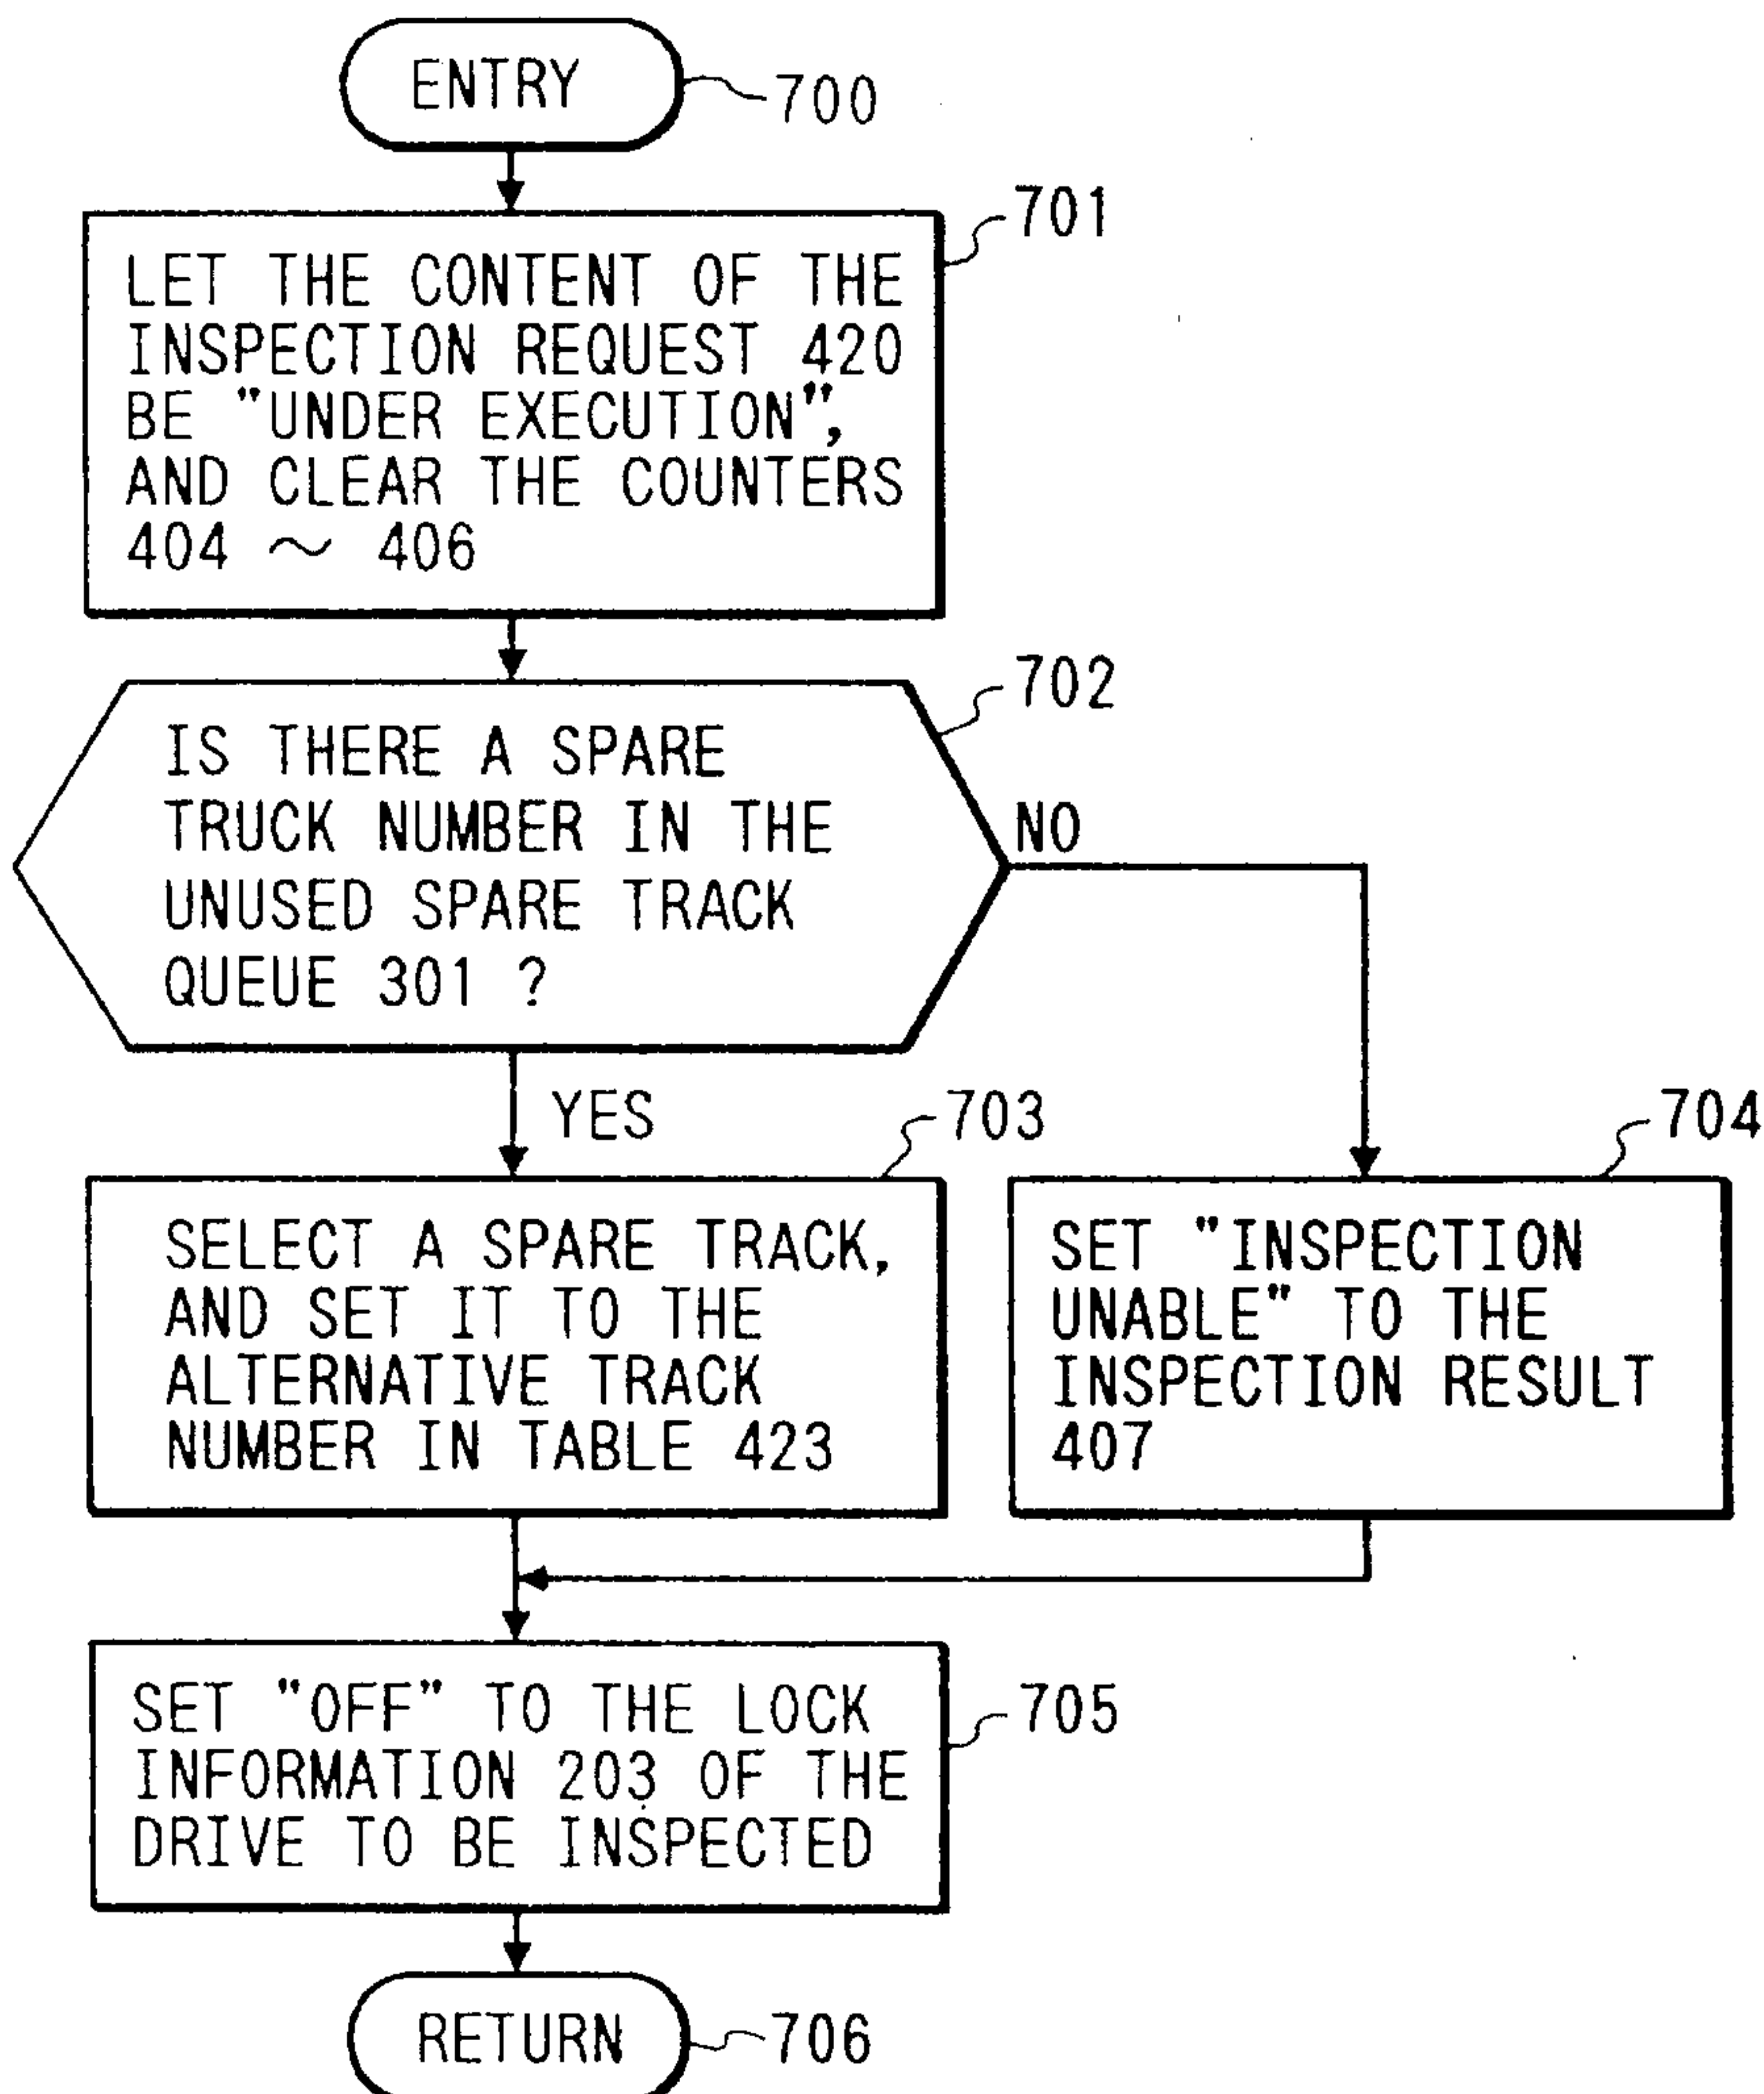 ENTRY
700
701
LET THE CONTENT OF THE
INSPECTION REQUEST 420
BE "UNDER EXECUTION",
AND CLEAR THE COUNTERS
404 ~ 406
702
IS THERE A SPARE
TRUCK NUMBER IN THE
UNUSED SPARE TRACK
QUEUE 301 ?
NO
YES
703
SELECT A SPARE TRACK,
AND SET IT TO THE
ALTERNATIVE TRACK
NUMBER IN TABLE 423
704
SET "INSPECTION
UNABLE" TO THE
INSPECTION RESULT
407
705
SET "OFF" TO THE LOCK
INFORMATION 203 OF THE
DRIVE TO BE INSPECTED
RETURN
706